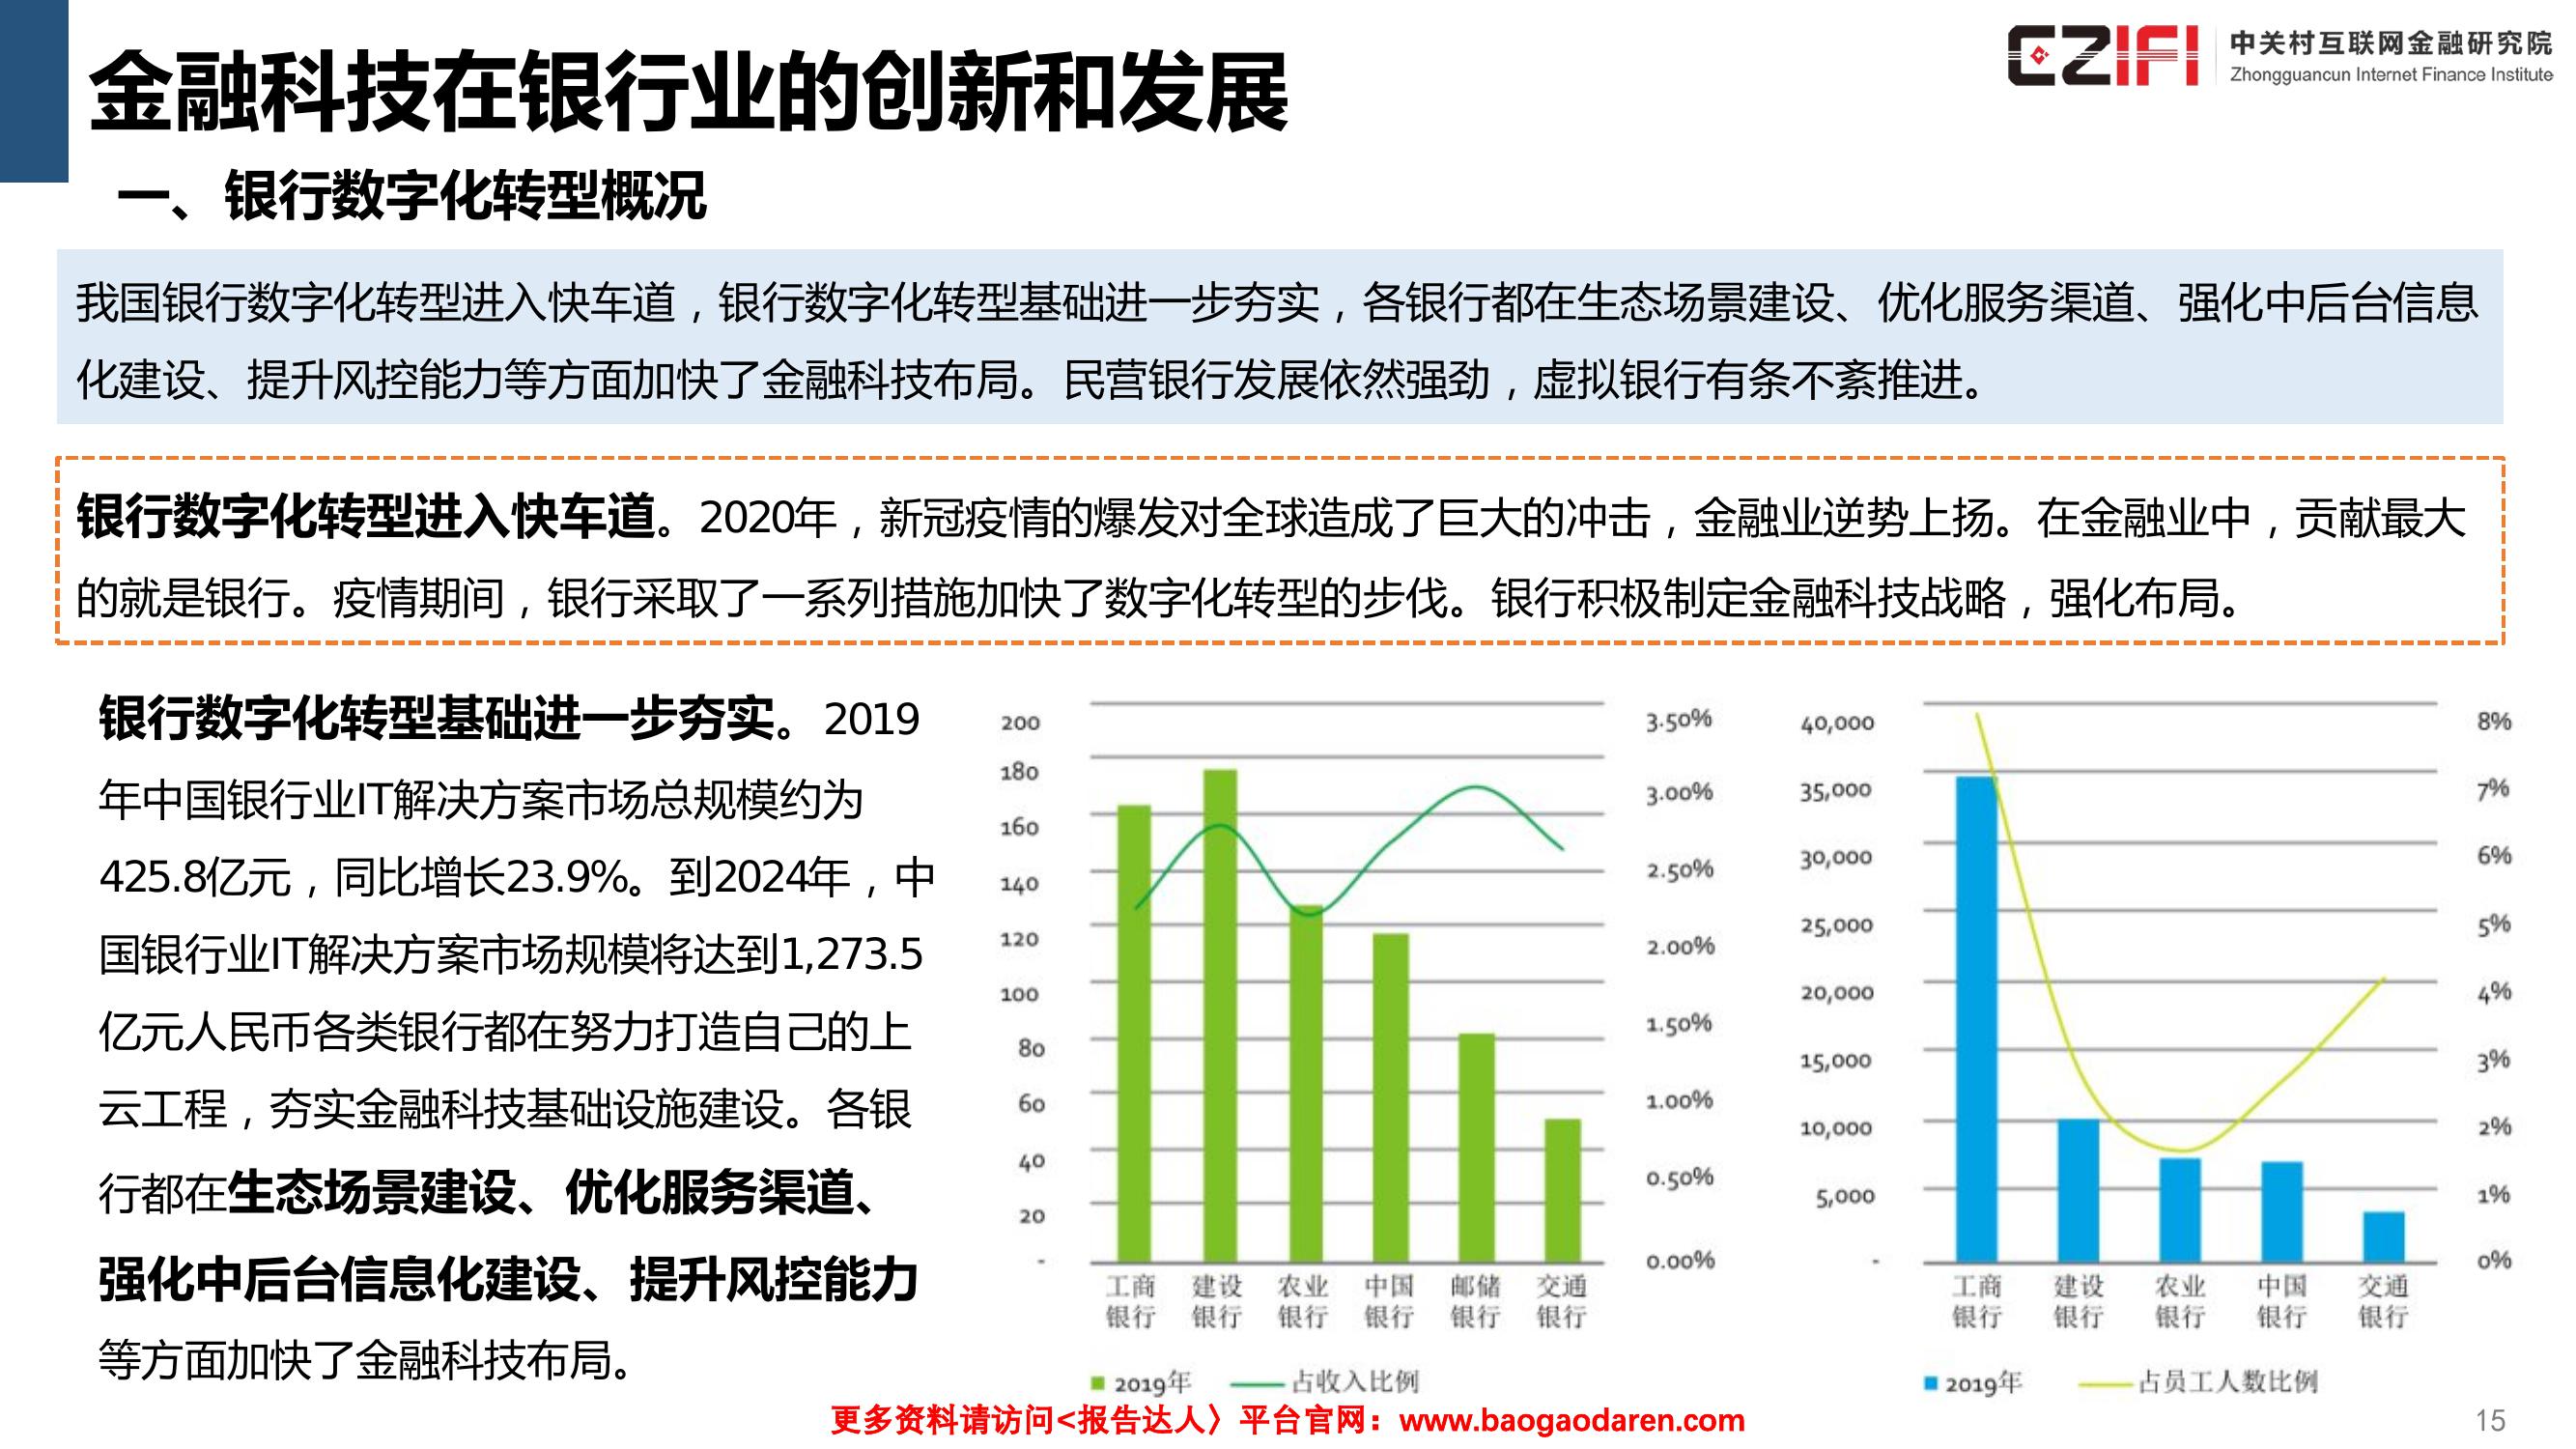 金融科技在银行业的创新和发展
CZIFI
中关村互联网金融研究院
Zhongguancun Internet Finance Institute
一、银行数字化转型概况
我国银行数字化转型进入快车道，银行数字化转型基础进一步夯实，各银行都在生态场景建设、优化服务渠道、强化中后台信息
化建设、提升风控能力等方面加快了金融科技布局。民营银行发展依然强劲，虚拟银行有条不紊推进。
银行数字化转型进入快车道。2020年，新冠疫情的爆发对全球造成了巨大的冲击，金融业逆势上扬。在金融业中，贡献最大
的就是银行。疫情期间，银行采取了一系列措施加快了数字化转型的步伐。银行积极制定金融科技战略，强化布局。
银行数字化转型基础进一步夯实。2019
年中国银行业IT解决方案市场总规模约为
425.8亿元，同比增长23.9%。到2024年，中
国银行业IT解决方案市场规模将达到1,273.5
亿元人民币各类银行都在努力打造自己的上
云工程，夯实金融科技基础设施建设。各银
行都在生态场景建设、优化服务渠道、
强化中后台信息化建设、提升风控能力
等方面加快了金融科技布局。
200
180
160
140
120
100
80
60
40
20
-
3.50%
3.00%
2.50%
2.00%
1.50%
1.00%
0.50%
0.00%
工商 建设 农业 中国 邮储 交通
银行 银行 银行 银行 银行 银行
2019年 占收入比例
40,000
35,000
30,000
25,000
20,000
15,000
10,000
5,000
-
8%
7%
6%
5%
4%
3%
2%
1%
0%
工商 建设 农业 中国 交通
银行 银行 银行 银行 银行
2019年 占员工人数比例
更多资料请访问<报告达人〉平台官网：www.baogaodaren.com
15